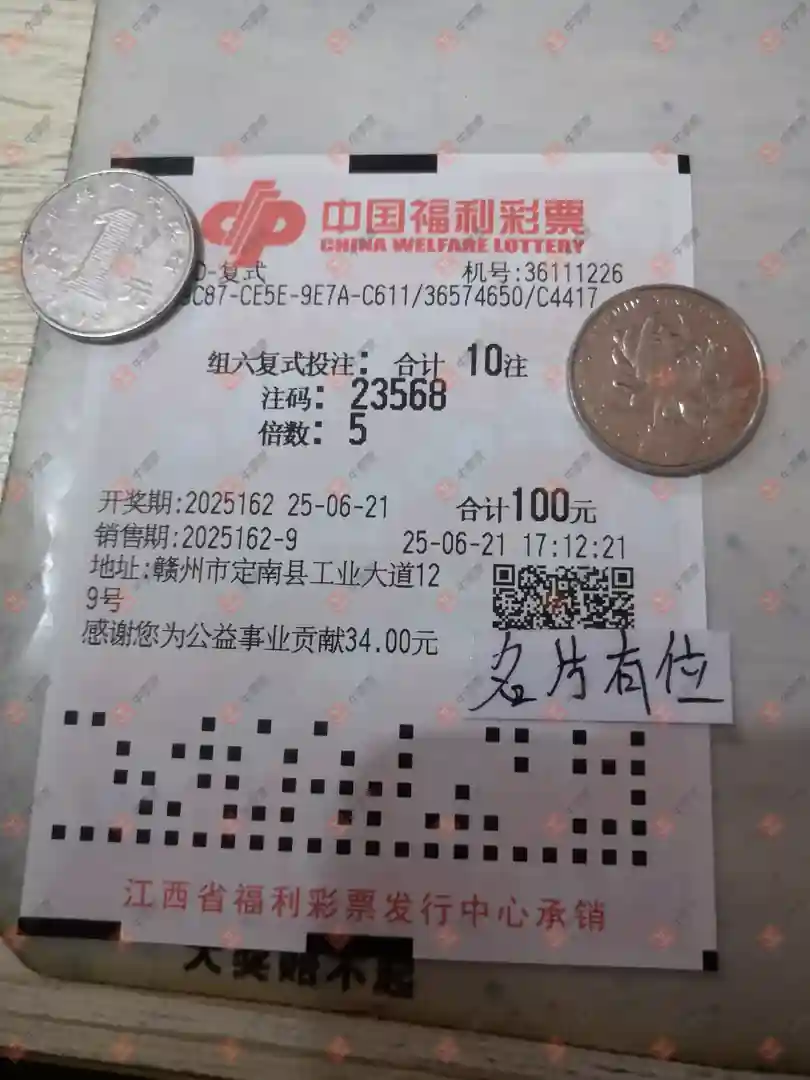 中国福利彩票
CHINA WELFARE LOTTERY
D-复式 机号:36111226
C87-CE5E-9E7A-C611/36574650/C4417
组六复式投注: 合计 10注
注码: 23568
倍数: 5
开奖期:2025162 25-06-21 合计100元
销售期:2025162-9 25-06-21 17:12:21
地址:赣州市定南县工业大道12
9号
感谢您为公益事业贡献34.00元
名片有位
江西省福利彩票发行中心承销